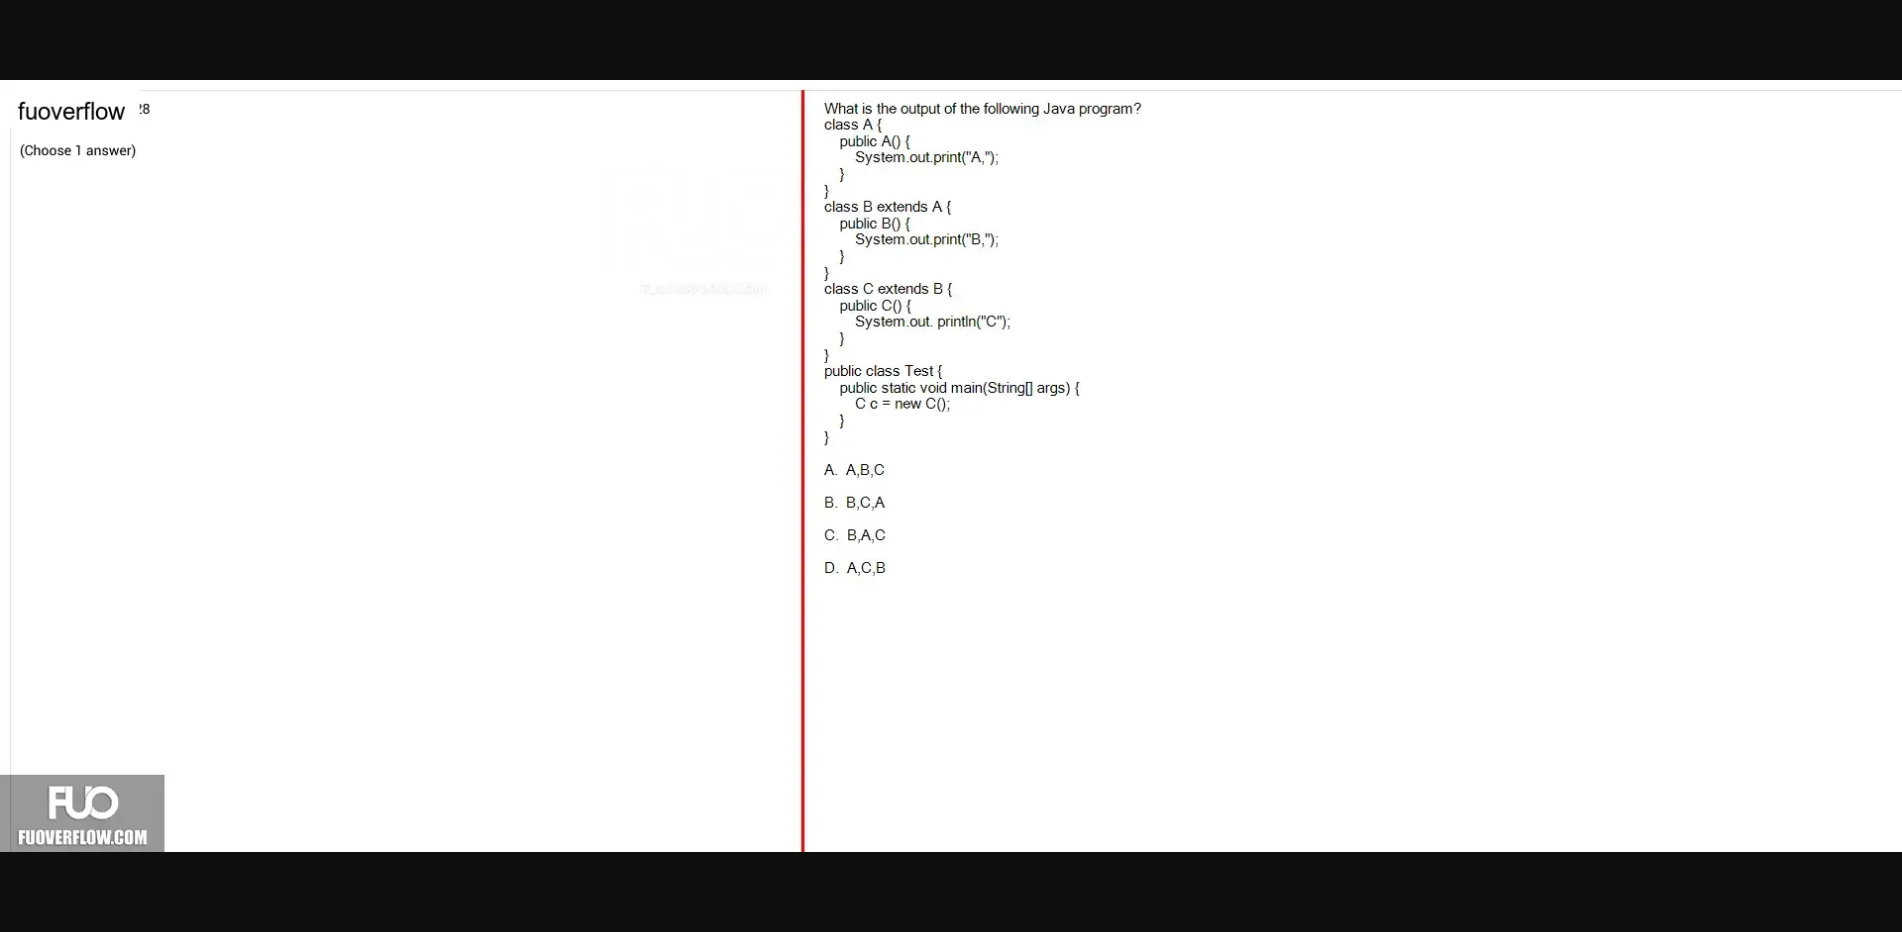 fuoverflow 28
(Choose 1 answer)
FUOVERFLOW.COM
What is the output of the following Java program?
class A {
public A() {
System.out.print("A,");
}
}
class B extends A {
public B() {
System.out.print("B,");
}
}
class C extends B {
public C() {
System.out. println("C");
}
}
public class Test {
public static void main(String[] args) {
C c = new C();
}
}
A. A,B,C
B. B,C,A
C. B,A,C
D. A,C,B
FUO
FUOVERFLOW.COM